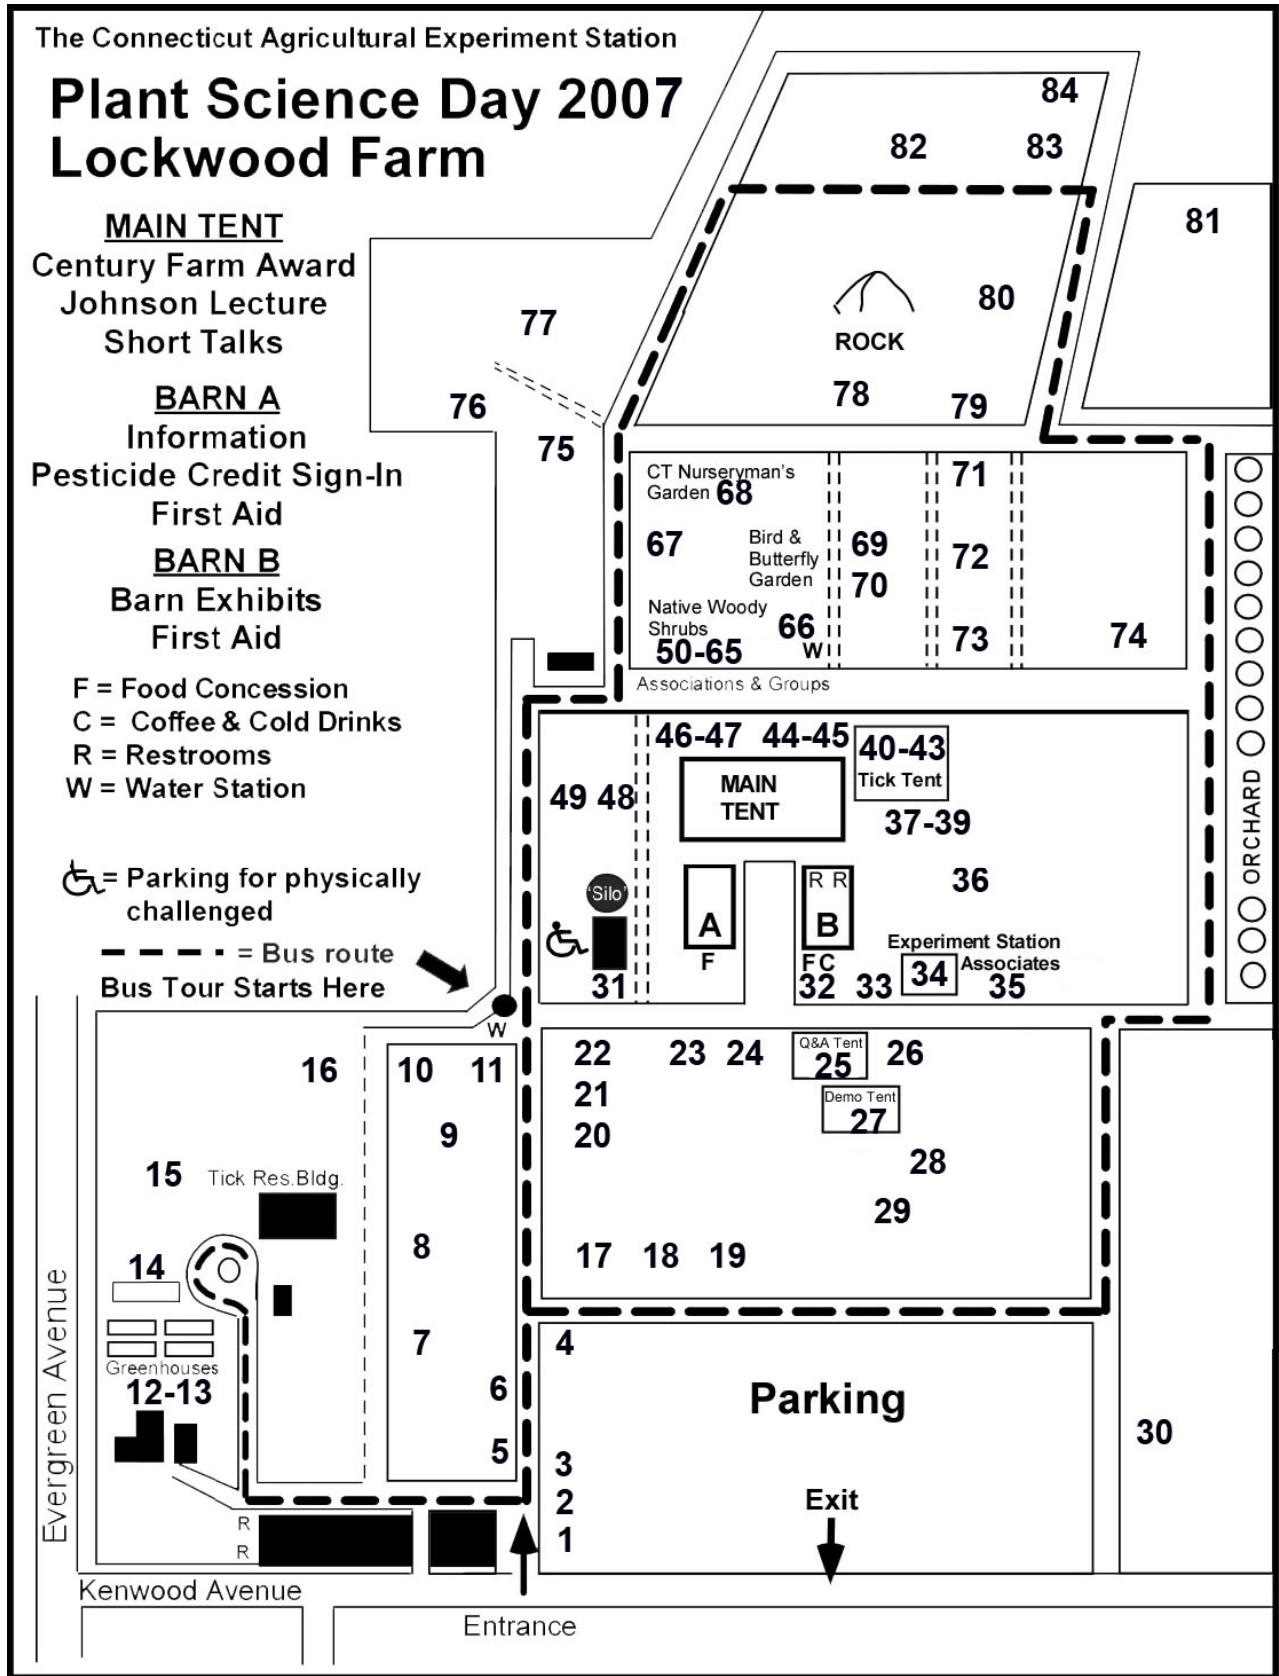 The Connecticut Agricultural Experiment Station
Plant Science Day 2007
Lockwood Farm
MAIN TENT
Century Farm Award
Johnson Lecture
Short Talks
BARN A
Information
Pesticide Credit Sign-In
First Aid
BARN B
Barn Exhibits
First Aid
F = Food Concession
C = Coffee & Cold Drinks
R = Restrooms
W = Water Station
= Parking for physically
challenged
= Bus route
Bus Tour Starts Here
84
82 83
81
80
ROCK
78
79
77
76
75
CT Nurseryman's
Garden 68
67
Bird &
Butterfly
Garden
Native Woody
Shrubs
50-65
66
W
69
70
71
72
73
74
Associations & Groups
46-47 44-45
40-43
Tick Tent
MAIN
TENT
49 48
37-39
36
'Silo'
A
F
R R
B
F C
31
32 33
Experiment Station
34 Associates
35
ORCHARD
W
16
10 11
9
15
Tick Res.Bldg.
8
14
7
Greenhouses
12-13
6
5
22 23 24
Q&A Tent
25
26
21
20
Demo Tent
27
28
29
17 18 19
4
Parking
3
2
1
Exit
30
R
R
Evergreen Avenue
Kenwood Avenue
Entrance